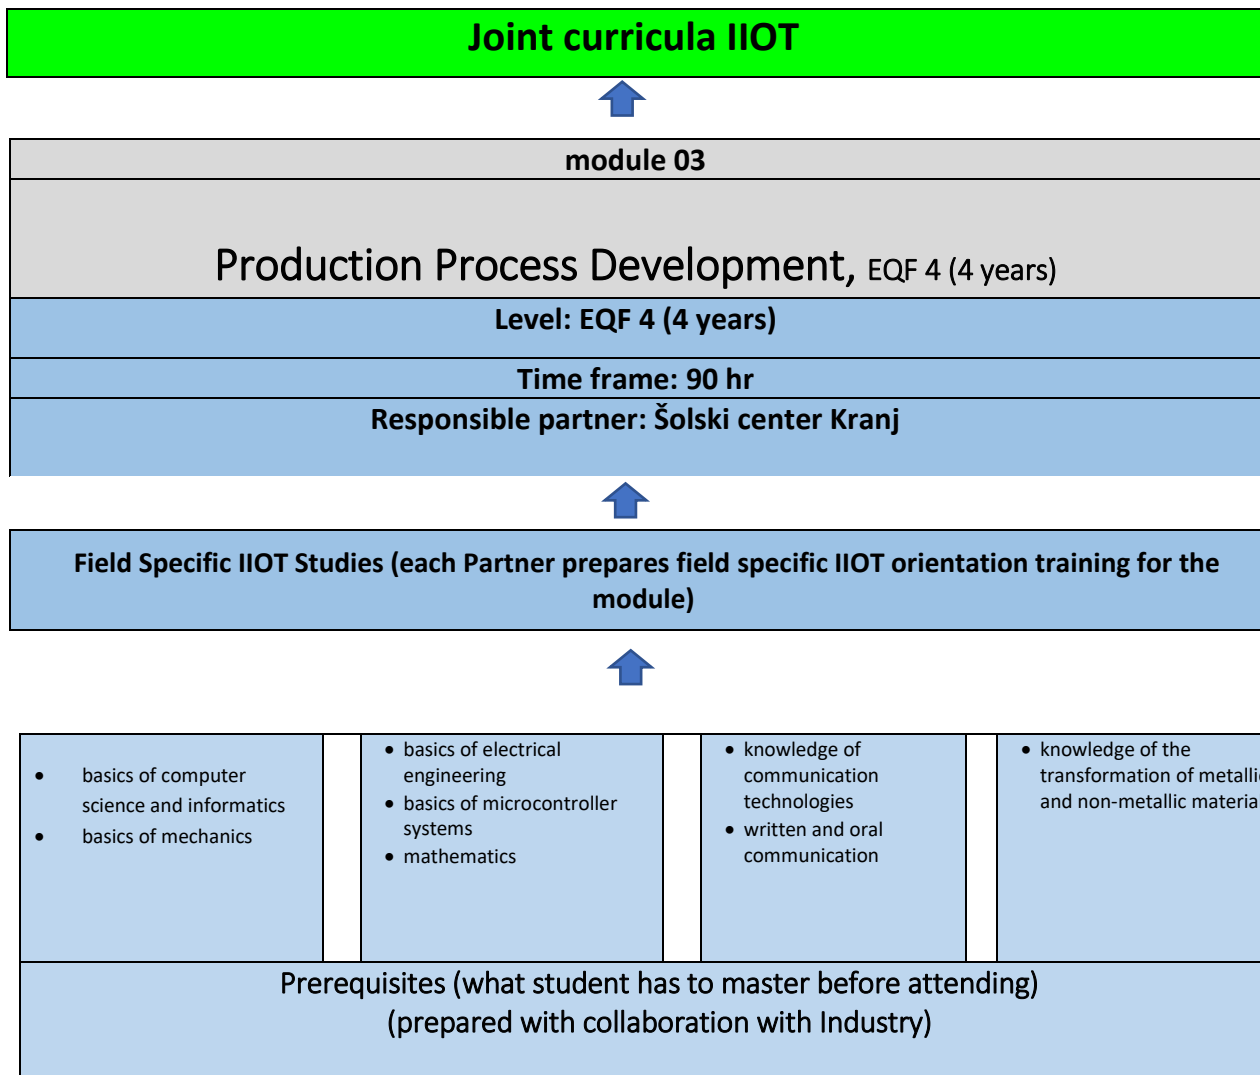 Joint curricula IIOT
module 03
Production Process Development, EQF 4 (4 years)
Level: EQF 4 (4 years)
Time frame: 90 hr
Responsible partner: Šolski center Kranj
Field Specific IIOT Studies (each Partner prepares field specific IIOT orientation training for the
module)
• basics of computer
science and informatics
• basics of mechanics
• basics of electrical
engineering
• basics of microcontroller
systems
• mathematics
• knowledge of
communication
technologies
• written and oral
communication
• knowledge of the
transformation of metallic
and non-metallic material
Prerequisites (what student has to master before attending)
(prepared with collaboration with Industry)